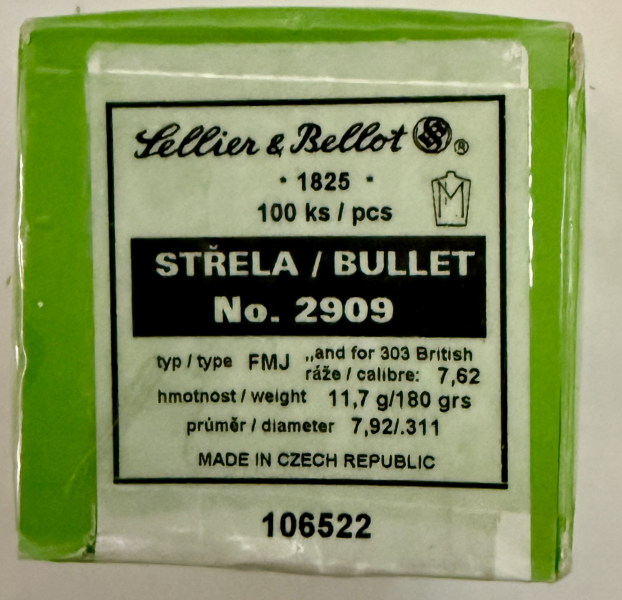 Sellier & Bellot ®
• 1825 •
100 ks / pcs
STŘELA / BULLET
No. 2909
typ / type FMJ „and for 303 British
ráže / calibre: 7,62
hmotnost / weight 11,7 g/180 grs
průměr / diameter 7,92/.311
MADE IN CZECH REPUBLIC
106522